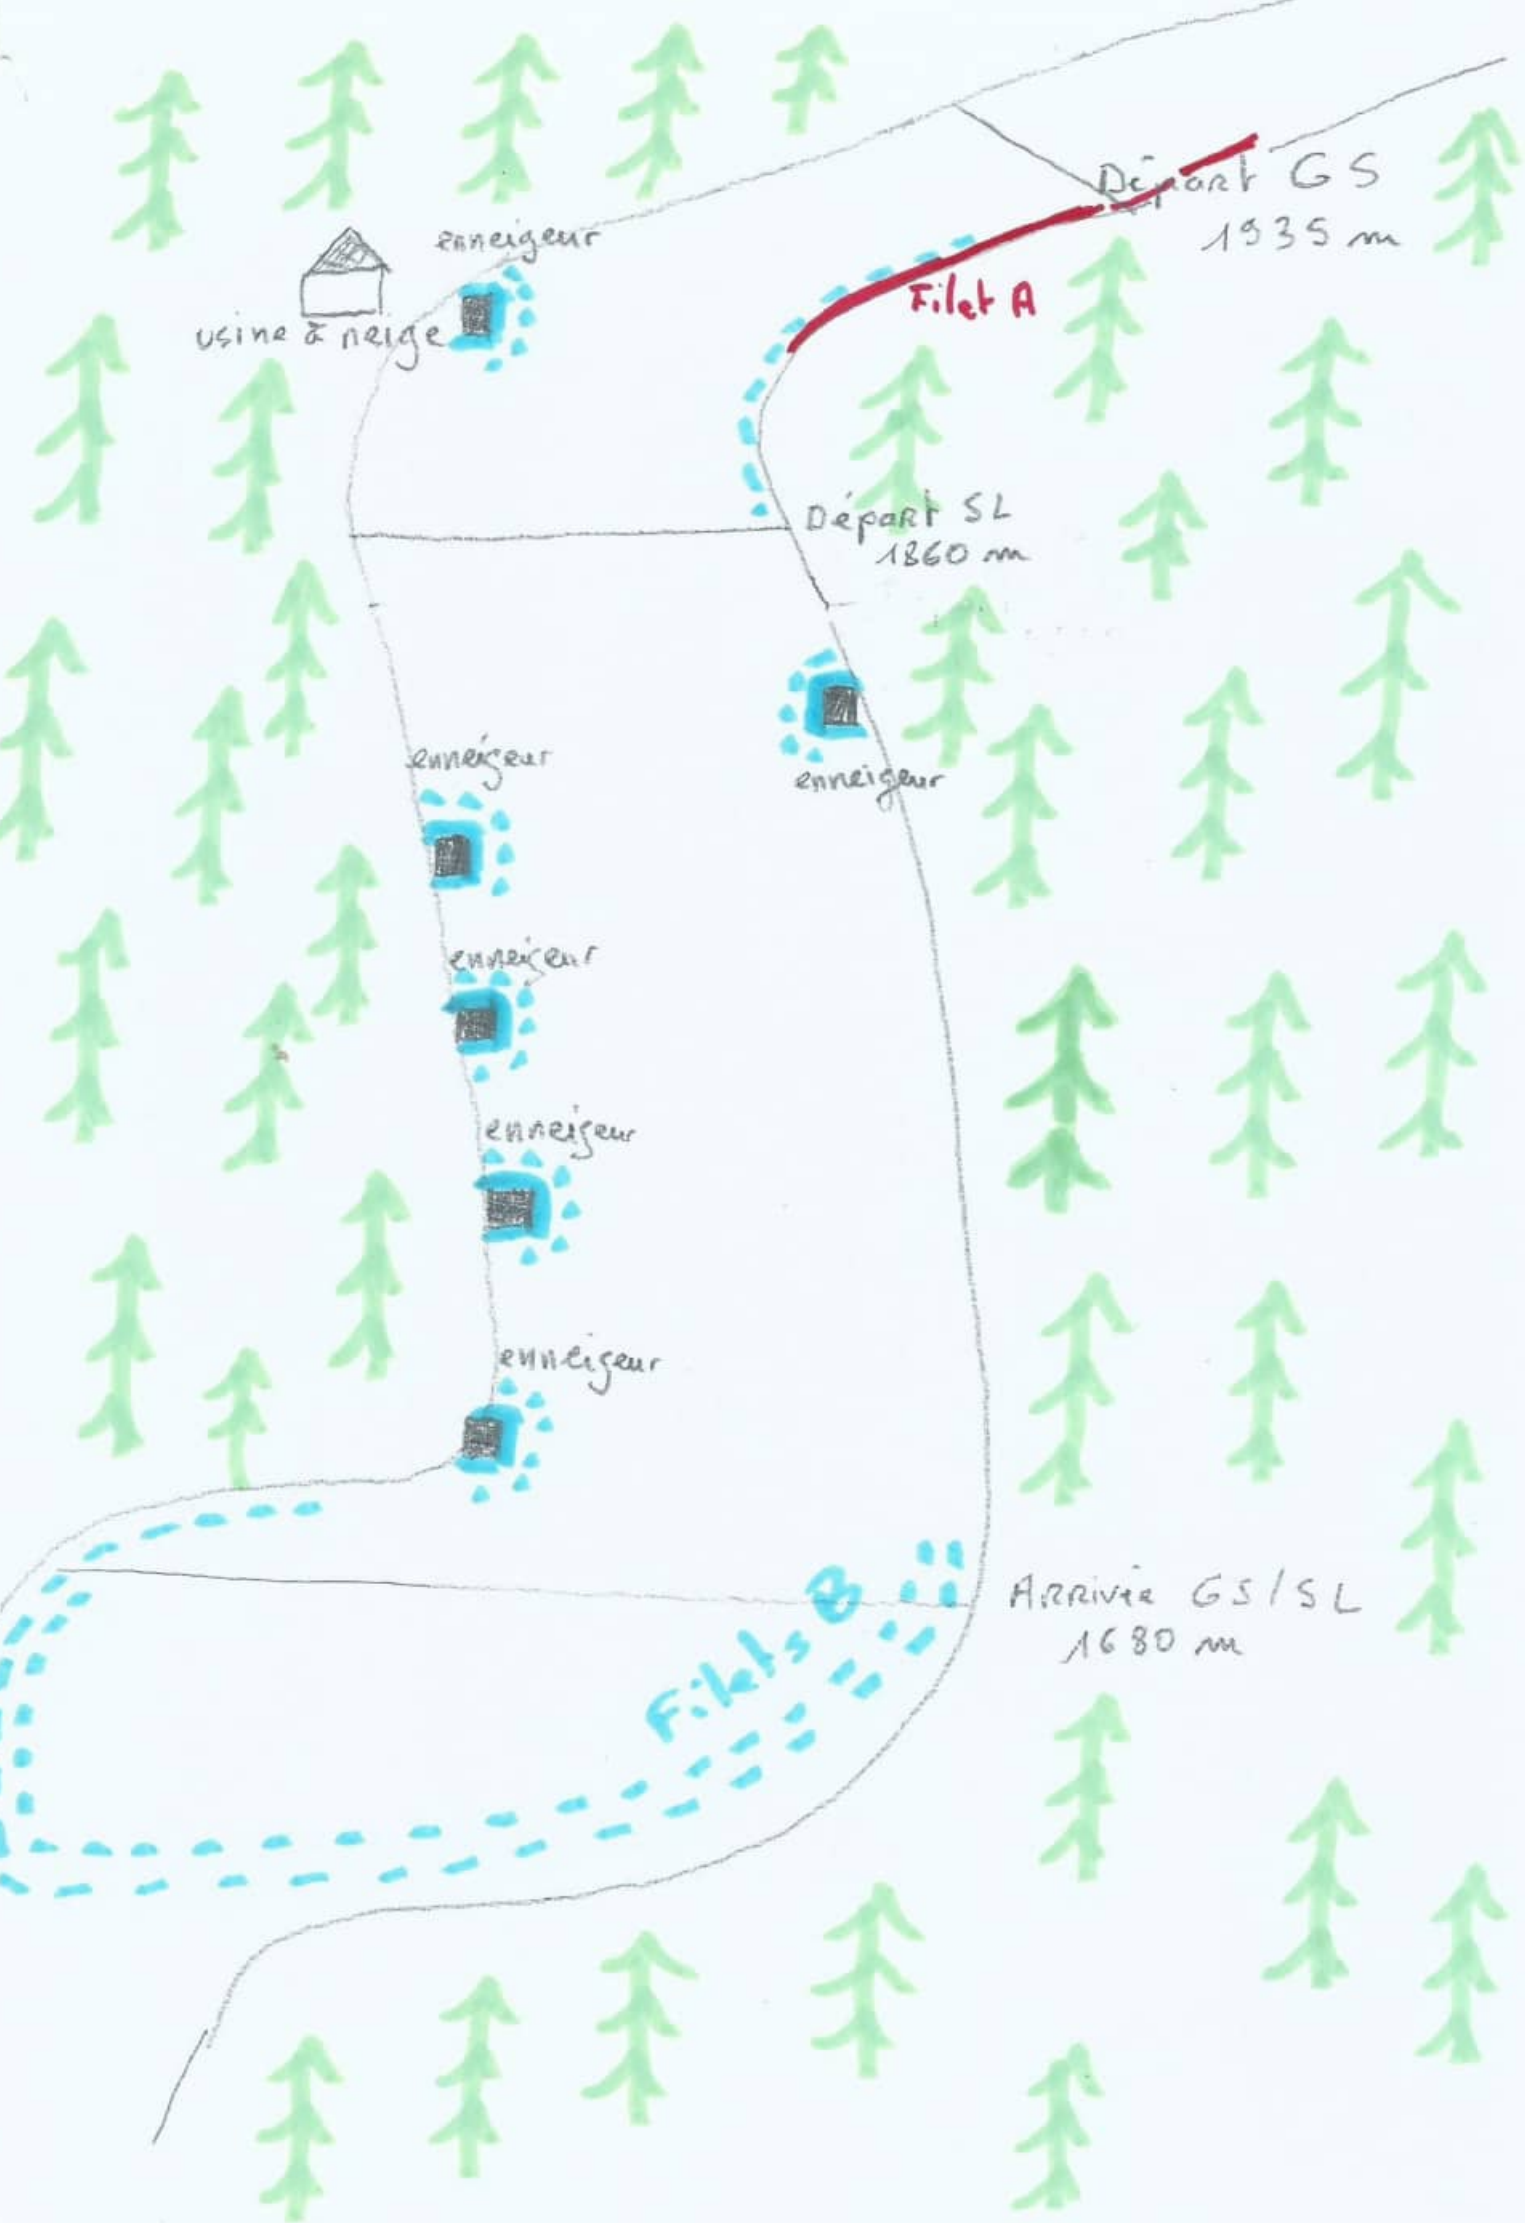 Départ GS
1935 m
enneigeur
usine à neige
Filet A
Départ SL
1860 m
enneigeur
enneigeur
enneigeur
enneigeur
enneigeur
Arrivée GS/SL
1680 m
Filets B